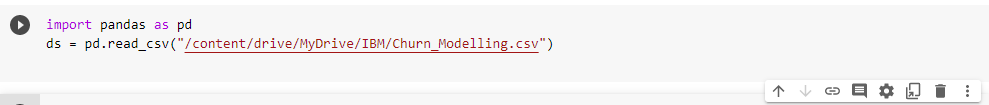 import pandas as pd
ds = pd.read_csv("/content/drive/MyDrive/IBM/Churn_Modelling.csv")